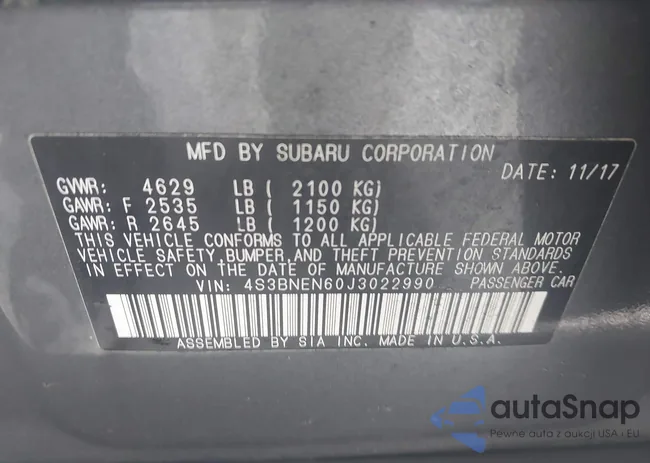 MFD BY SUBARU CORPORATION
DATE: 11/17
GVWR: 4629 LB ( 2100 KG)
GAWR: F 2535 LB ( 1150 KG)
GAWR: R 2645 LB ( 1200 KG)
THIS VEHICLE CONFORMS TO ALL APPLICABLE FEDERAL MOTOR
VEHICLE SAFETY, BUMPER, AND THEFT PREVENTION STANDARDS
IN EFFECT ON THE DATE OF MANUFACTURE SHOWN ABOVE.
VIN: 4S3BNEN60J3022990 PASSENGER CAR
ASSEMBLED BY SIA INC. MADE IN U.S.A.
autoSnap
Pewne auta z aukcji USA i EU